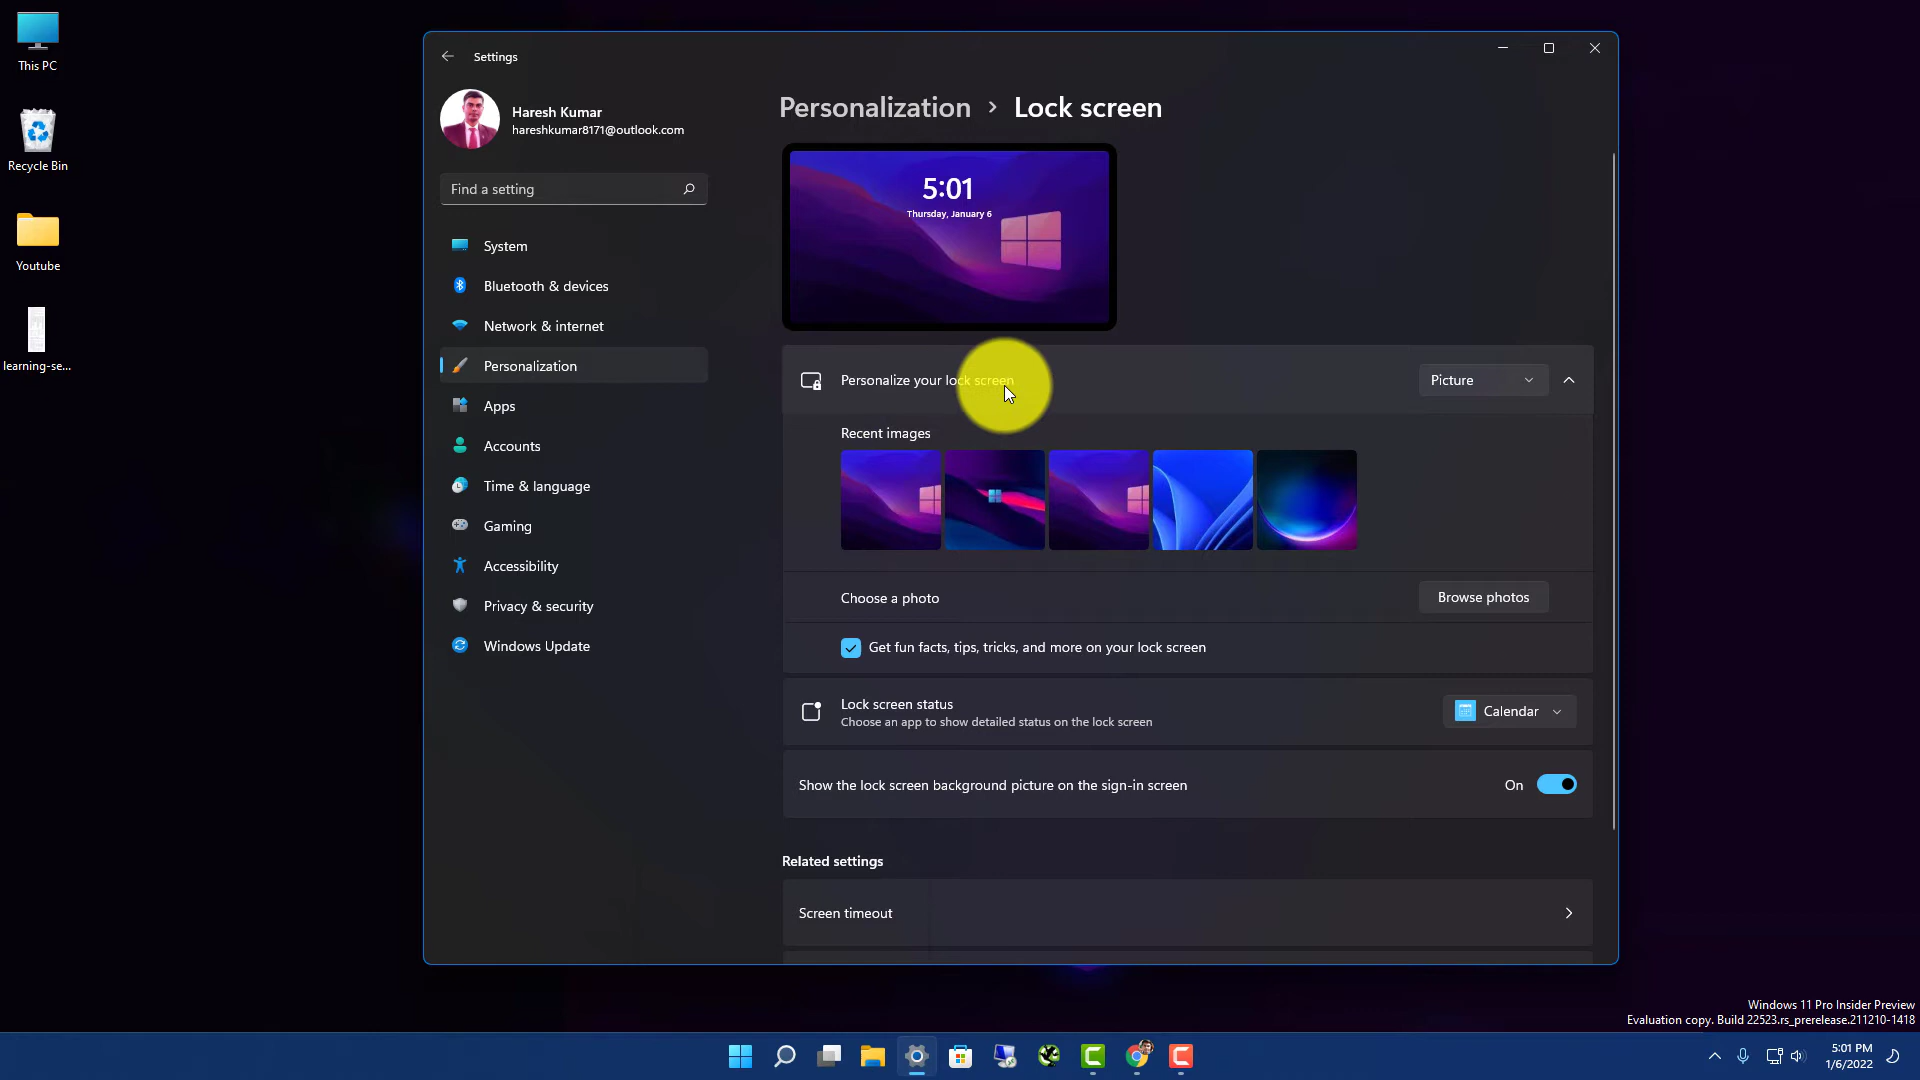 This PC
Recycle Bin
Youtube
learning-se...
Settings
Haresh Kumar
hareshkumar8171@outlook.com
Find a setting
System
Bluetooth & devices
Network & internet
Personalization
Apps
Accounts
Time & language
Gaming
Accessibility
Privacy & security
Windows Update
Personalization › Lock screen
5:01
Thursday, January 6
Personalize your lock screen
Picture
Recent images
Choose a photo
Browse photos
Get fun facts, tips, tricks, and more on your lock screen
Lock screen status
Choose an app to show detailed status on the lock screen
Calendar
Show the lock screen background picture on the sign-in screen
On
Related settings
Screen timeout
Windows 11 Pro Insider Preview
Evaluation copy. Build 22523.rs_prerelease.211210-1418
5:01 PM
1/6/2022